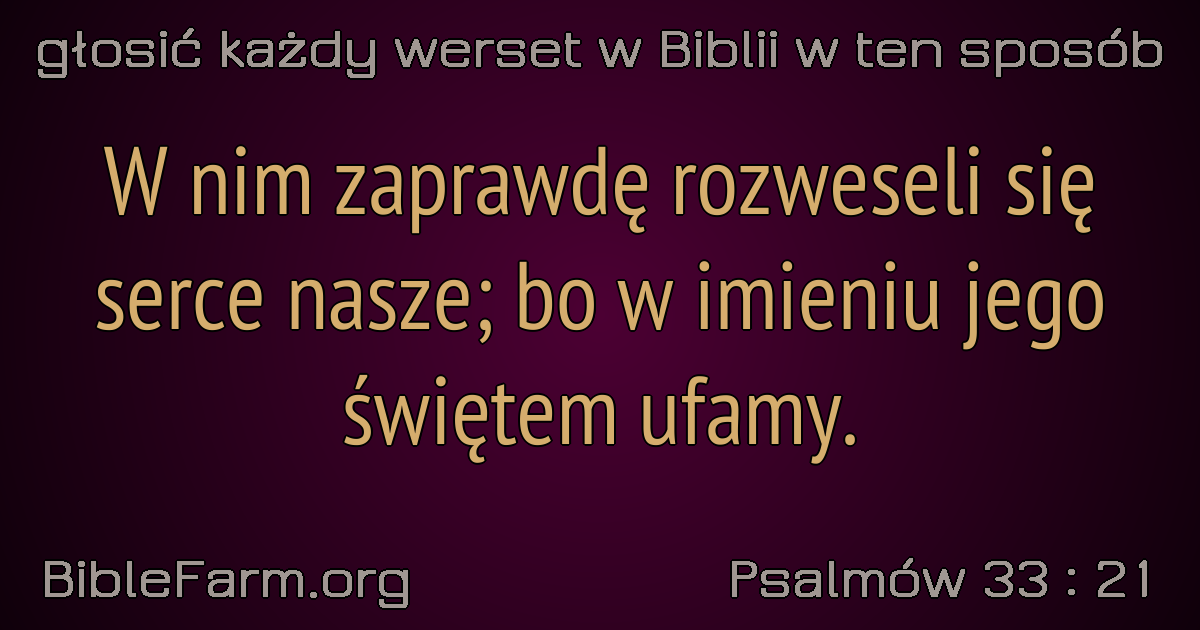 głosić każdy werset w Biblii w ten sposób
W nim zaprawdę rozweseli się
serce nasze; bo w imieniu jego
świętem ufamy.
BibleFarm.org
Psalmów 33 : 21